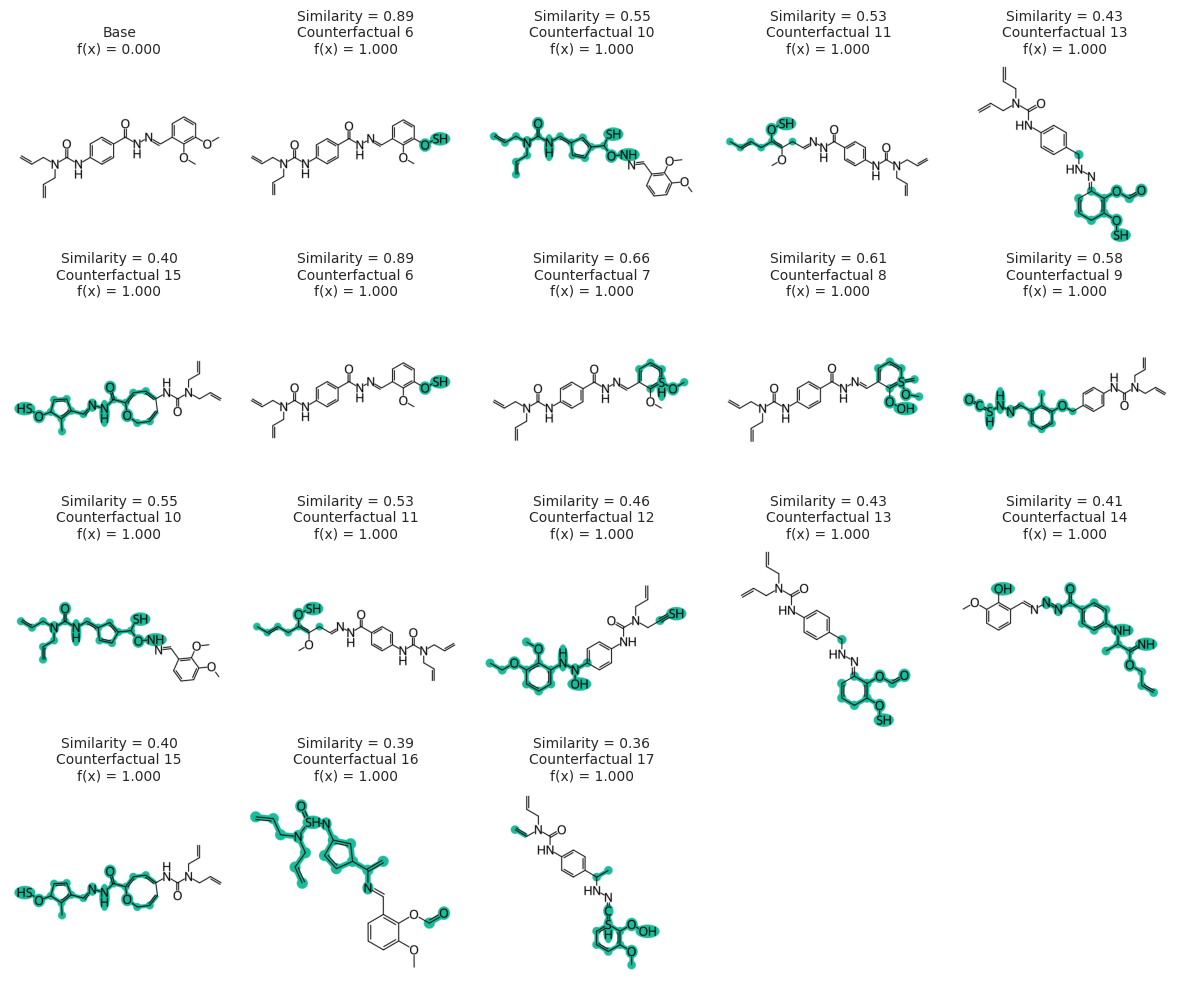 Base
f(x) = 0.000
Similarity = 0.89
Counterfactual 6
f(x) = 1.000
Similarity = 0.55
Counterfactual 10
f(x) = 1.000
Similarity = 0.53
Counterfactual 11
f(x) = 1.000
Similarity = 0.43
Counterfactual 13
f(x) = 1.000
Similarity = 0.40
Counterfactual 15
f(x) = 1.000
Similarity = 0.89
Counterfactual 6
f(x) = 1.000
Similarity = 0.66
Counterfactual 7
f(x) = 1.000
Similarity = 0.61
Counterfactual 8
f(x) = 1.000
Similarity = 0.58
Counterfactual 9
f(x) = 1.000
Similarity = 0.55
Counterfactual 10
f(x) = 1.000
Similarity = 0.53
Counterfactual 11
f(x) = 1.000
Similarity = 0.46
Counterfactual 12
f(x) = 1.000
Similarity = 0.43
Counterfactual 13
f(x) = 1.000
Similarity = 0.41
Counterfactual 14
f(x) = 1.000
Similarity = 0.40
Counterfactual 15
f(x) = 1.000
Similarity = 0.39
Counterfactual 16
f(x) = 1.000
Similarity = 0.36
Counterfactual 17
f(x) = 1.000